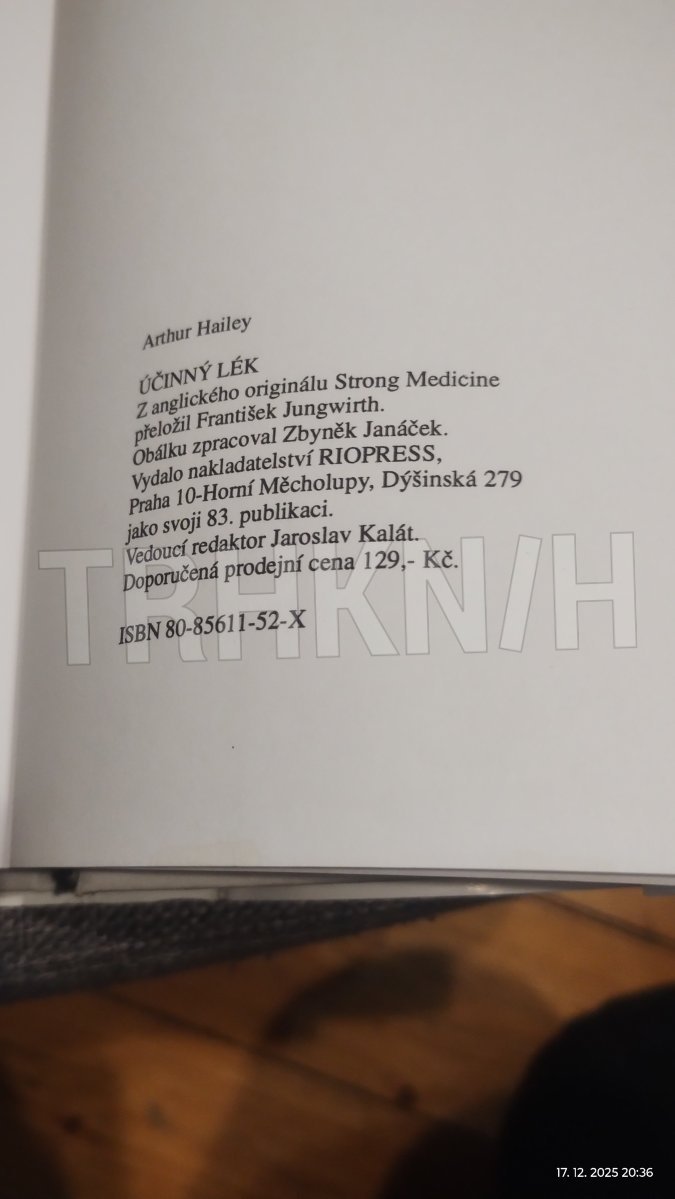 Arthur Hailey
ÚČINNÝ LÉK
Z anglického originálu Strong Medicine
přeložil František Jungwirth.
Obálku zpracoval Zbyněk Janáček.
Vydalo nakladatelství RIOPRESS,
Praha 10-Horní Měcholupy, Dýšinská 279
jako svoji 83. publikaci.
Vedoucí redaktor Jaroslav Kalát.
Doporučená prodejní cena 129,- Kč.
TRHKN/H
ISBN 80-85611-52-X
17. 12. 2025 20:36